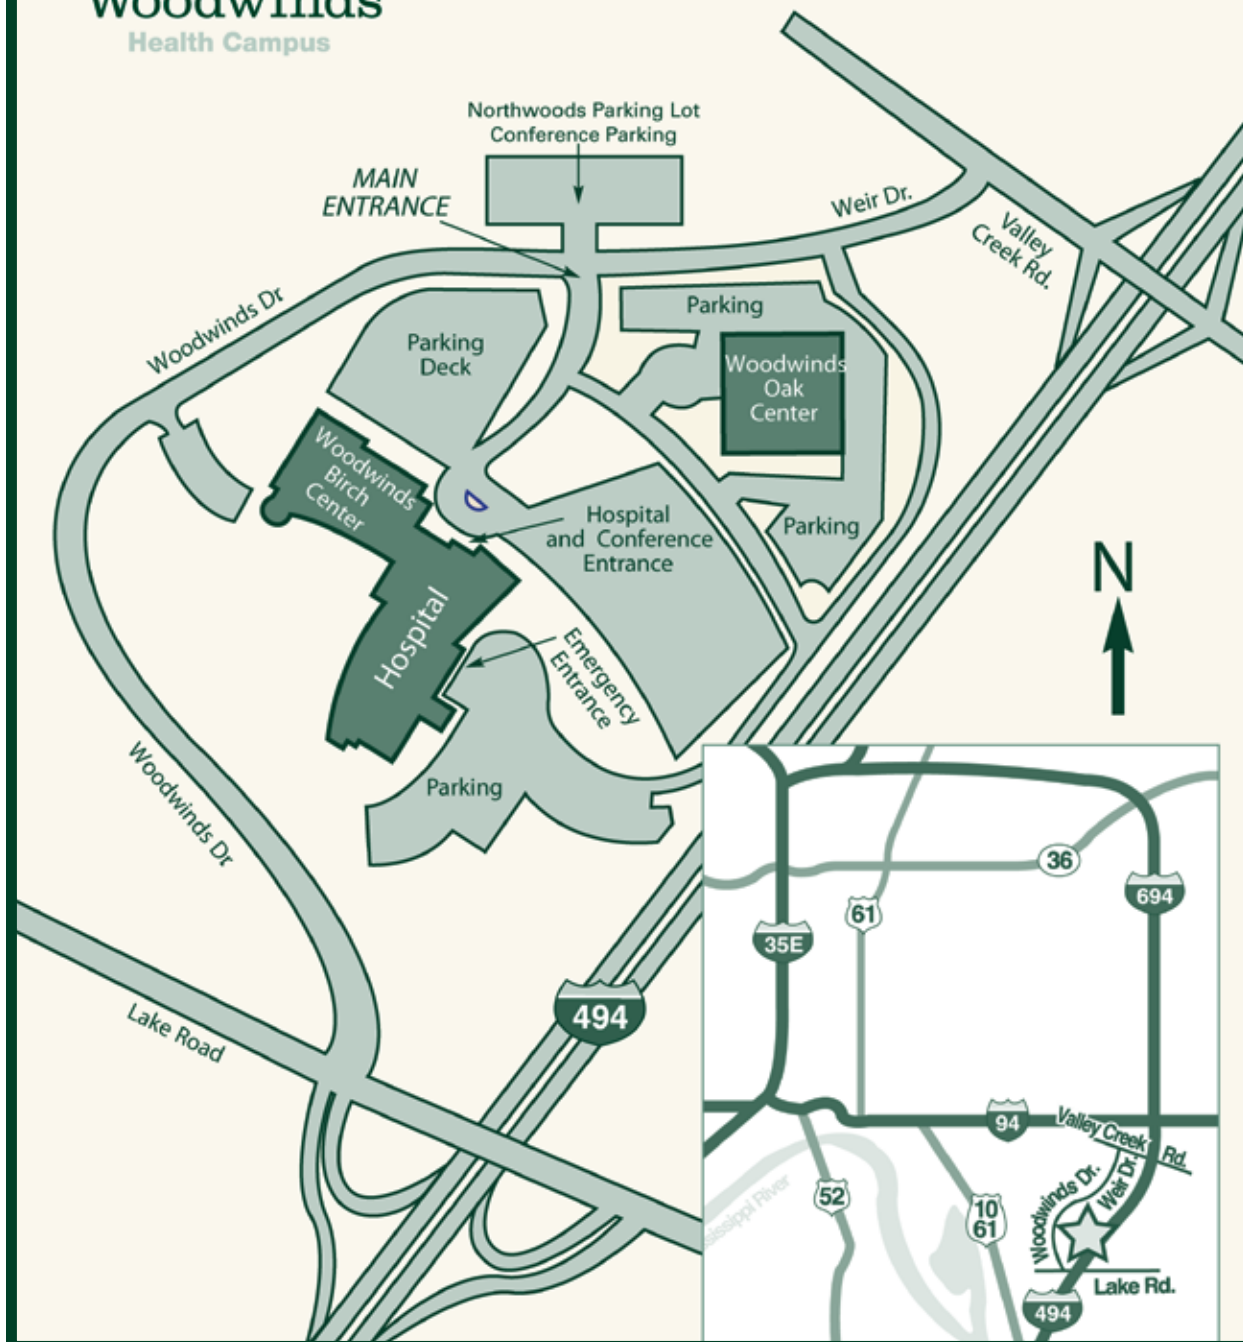 Woodwinds
Health Campus
Northwoods Parking Lot
Conference Parking
MAIN
ENTRANCE
Weir Dr.
Valley
Creek Rd.
Woodwinds Dr
Parking
Deck
Parking
Woodwinds
Oak
Center
Woodwinds
Birch
Center
Hospital
and Conference
Entrance
Parking
N
Hospital
Emergency
Entrance
Parking
Woodwinds Dr
Lake Road
494
36
694
61
35E
94
Valley Creek Rd.
52
10
61
Woodwinds Dr.
Weir Dr.
ssissippi River
Lake Rd.
494